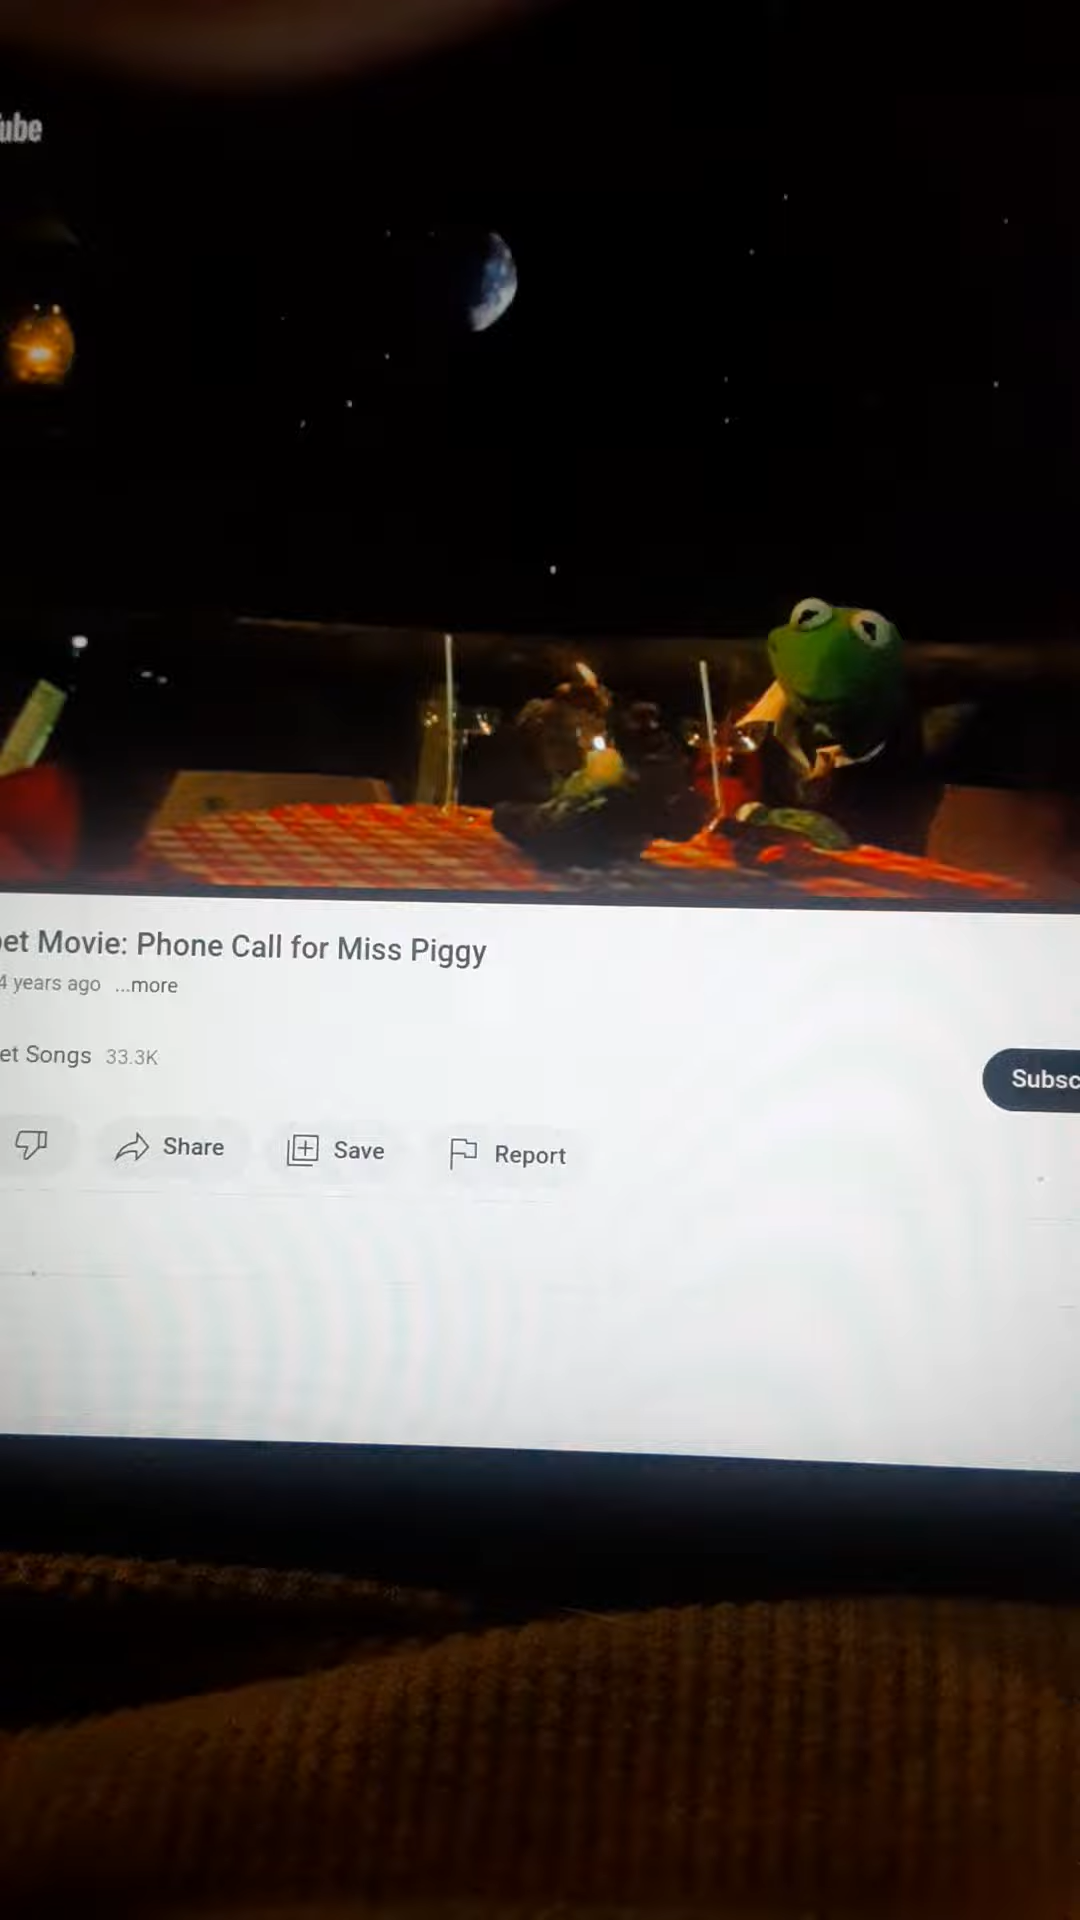 ube
et Movie: Phone Call for Miss Piggy
4 years ago ...more
et Songs 33.3K
Subsc
Share
Save
Report